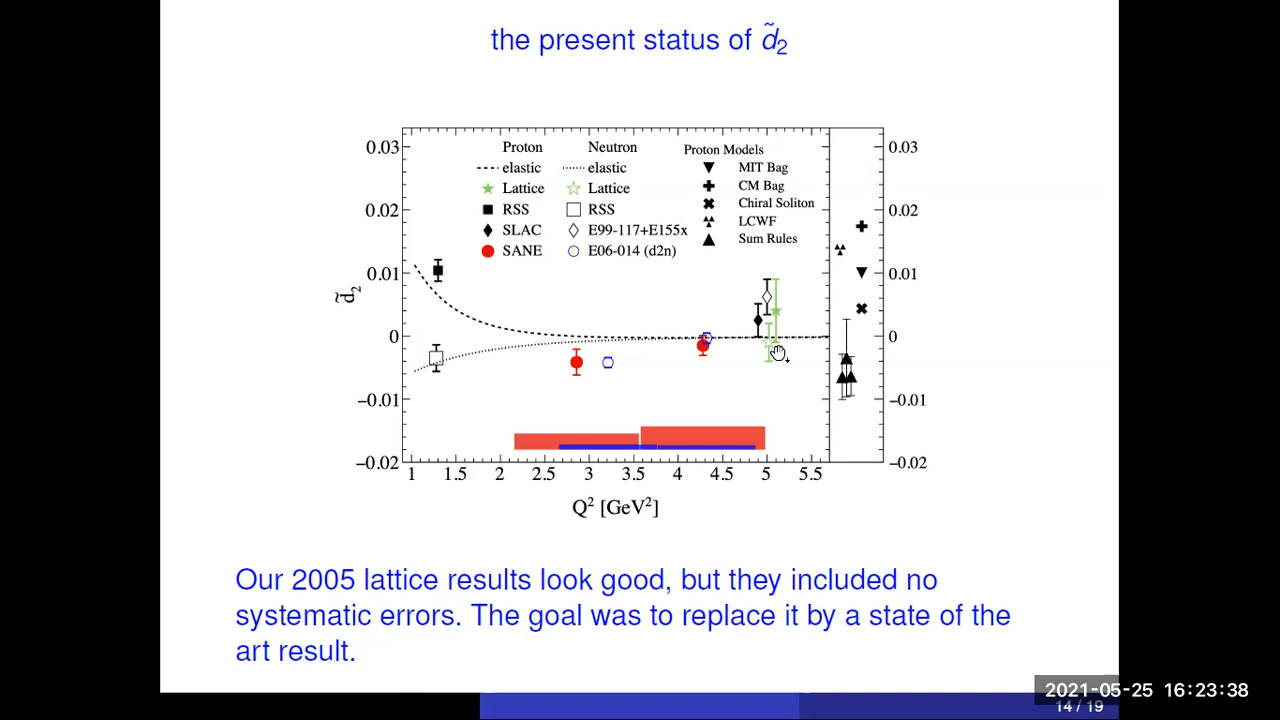 the present status of d̃₂
Proton Neutron Proton Models
elastic elastic MIT Bag
Lattice Lattice CM Bag
RSS RSS Chiral Soliton
SLAC E99-117+E155x LCWF
SANE E06-014 (d2n) Sum Rules
0.03 0.03
0.02 0.02
0.01 0.01
d̃₂
0 0
−0.01 −0.01
−0.02 −0.02
1 1.5 2 2.5 3 3.5 4 4.5 5 5.5
Q² [GeV²]
Our 2005 lattice results look good, but they included no
systematic errors. The goal was to replace it by a state of the
art result.
2021-05-25 16:23:38
14 / 19